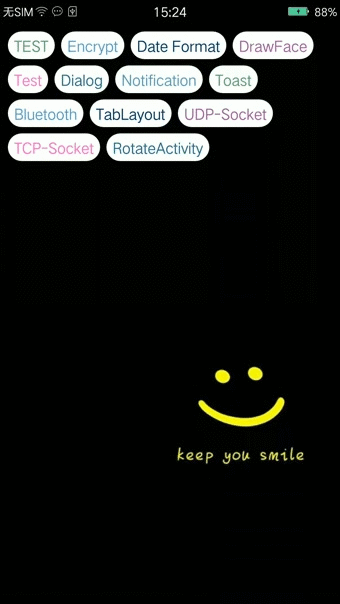 无SIM 15:24 88%
TEST Encrypt Date Format DrawFace
Test Dialog Notification Toast
Bluetooth TabLayout UDP-Socket
TCP-Socket RotateActivity
keep you smile